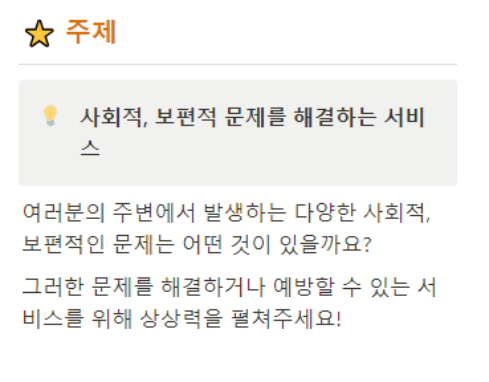 주제
사회적, 보편적 문제를 해결하는 서비
스
여러분의 주변에서 발생하는 다양한 사회적,
보편적인 문제는 어떤 것이 있을까요?
그러한 문제를 해결하거나 예방할 수 있는 서
비스를 위해 상상력을 펼쳐주세요!